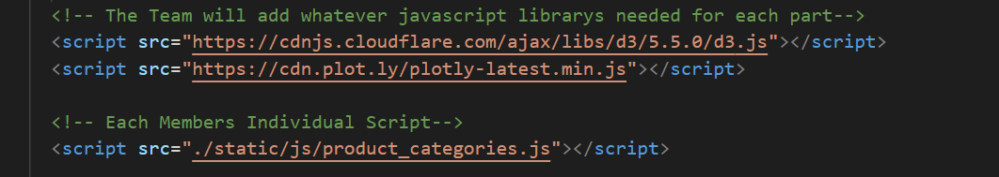 <!-- The Team will add whatever javascript librarys needed for each part-->
<script src="https://cdnjs.cloudflare.com/ajax/libs/d3/5.5.0/d3.js"></script>
<script src="https://cdn.plot.ly/plotly-latest.min.js"></script>
<!-- Each Members Individual Script-->
<script src="./static/js/product_categories.js"></script>